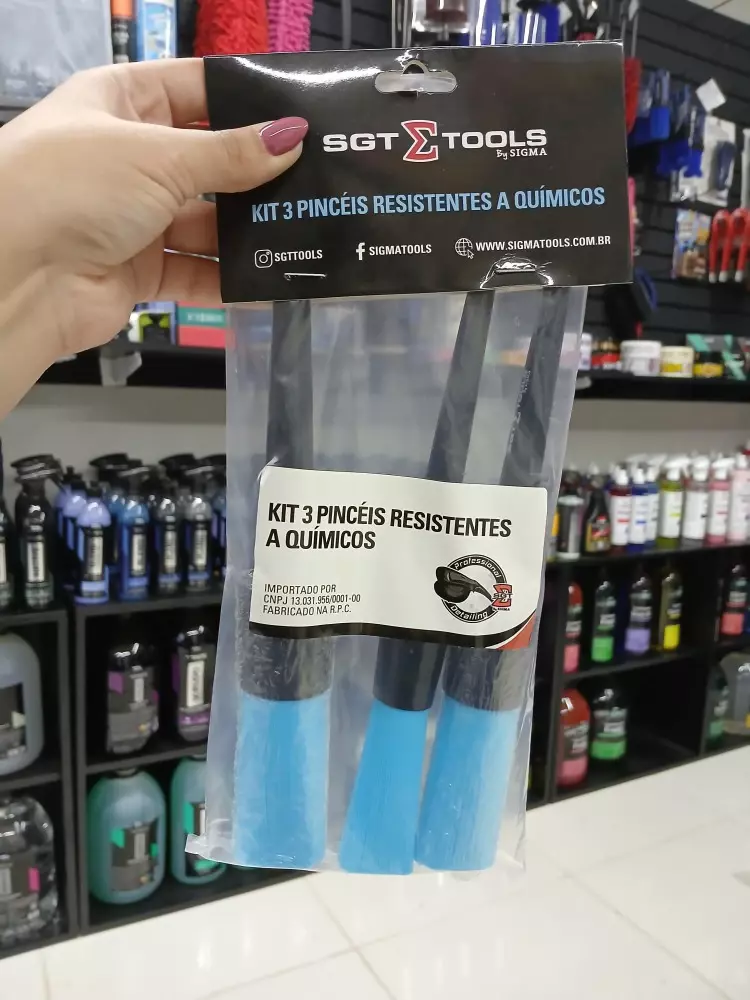 SGT Σ TOOLS
By SIGMA
KIT 3 PINCÉIS RESISTENTES A QUÍMICOS
SGTTOOLS
SIGMATOOLS
WWW.SIGMATOOLS.COM.BR
KIT 3 PINCÉIS RESISTENTES
A QUÍMICOS
IMPORTADO POR
CNPJ 13.031.956/0001-00
FABRICADO NA R.P.C.
Professional
SGT Σ
Detailing